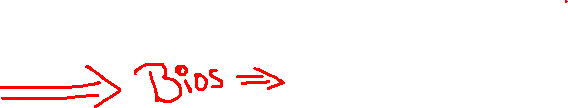 ⇒ Bios ⇒